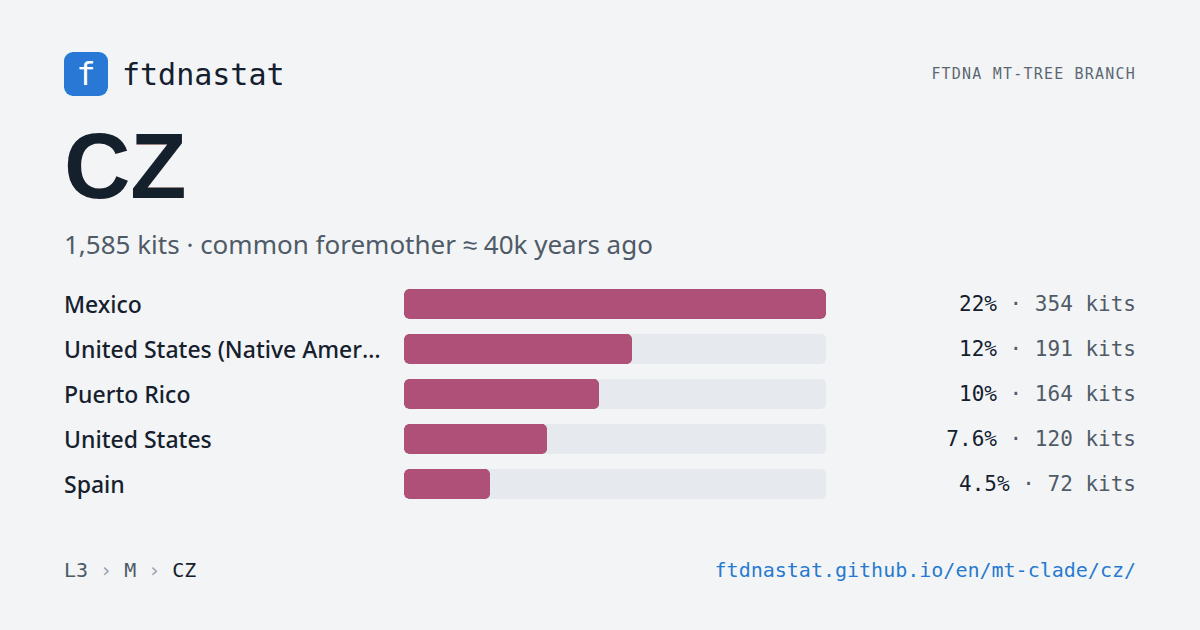 f ftdnastat
FTDNA MT-TREE BRANCH
CZ
1,585 kits · common foremother ≈ 40k years ago
Mexico 22% · 354 kits
United States (Native Amer... 12% · 191 kits
Puerto Rico 10% · 164 kits
United States 7.6% · 120 kits
Spain 4.5% · 72 kits
L3 › M › CZ
ftdnastat.github.io/en/mt-clade/cz/